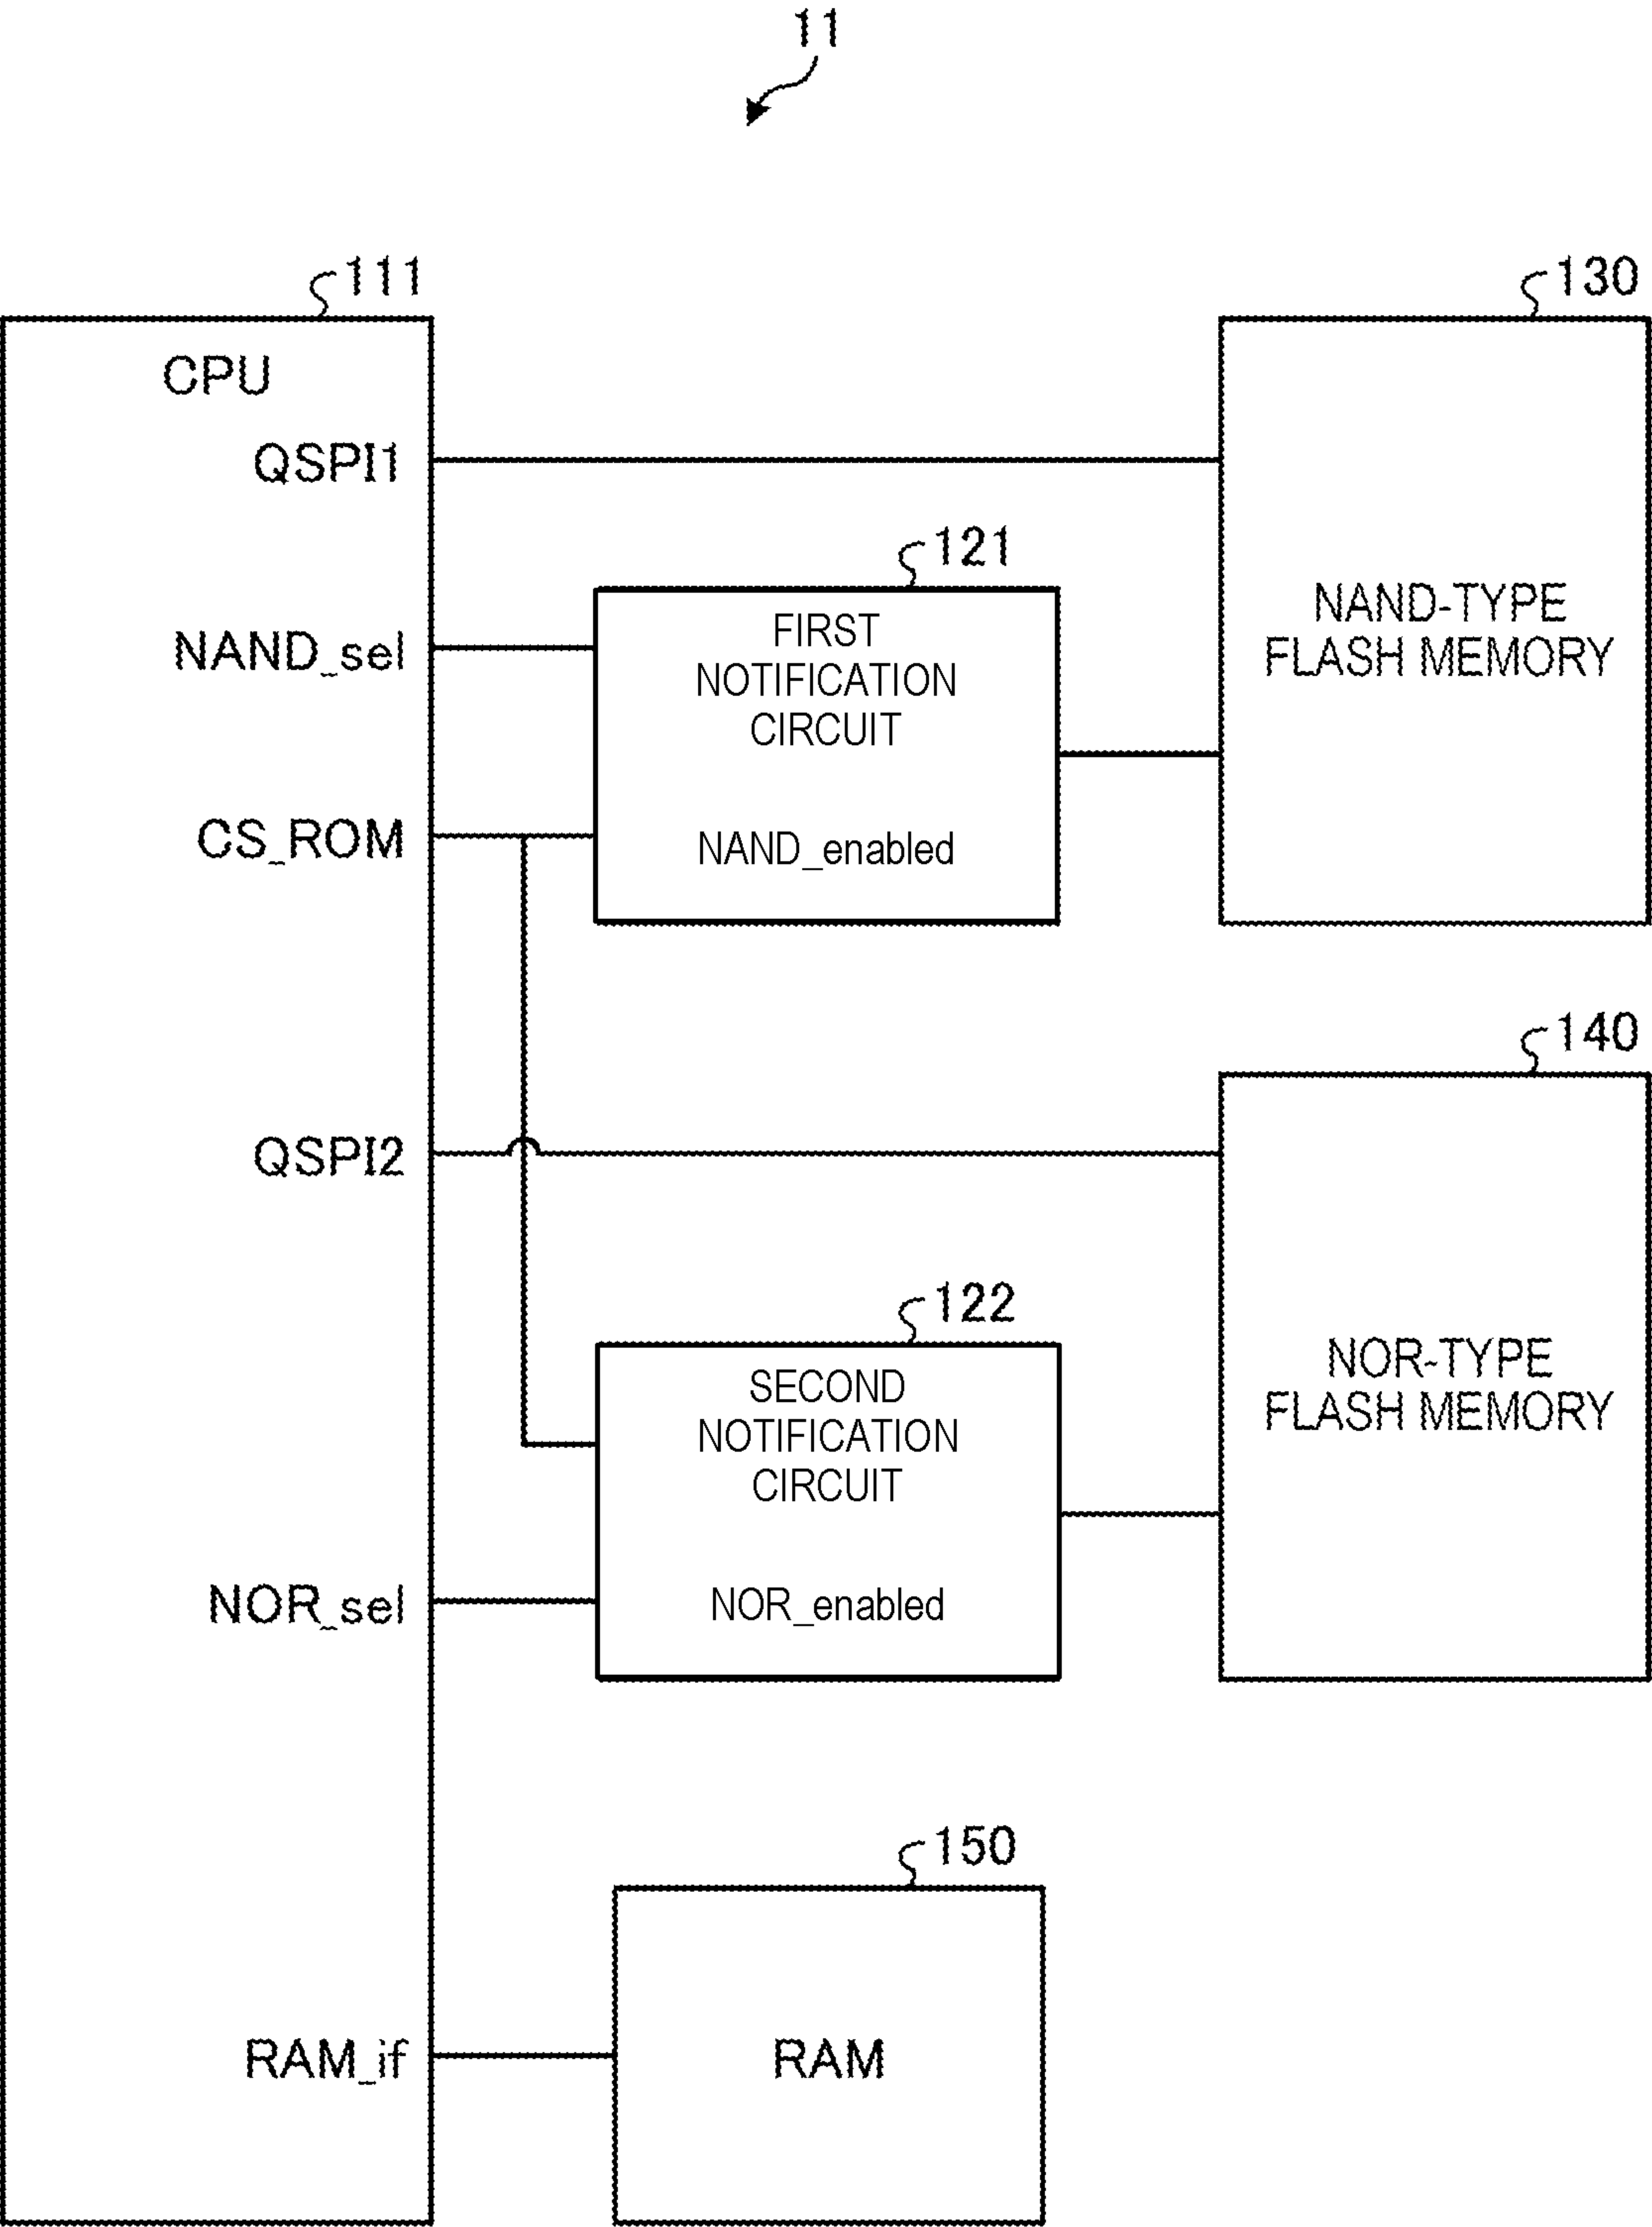 11
111
130
CPU
QSPI1
121
NAND_sel
FIRST
NOTIFICATION
CIRCUIT
NAND-TYPE
FLASH MEMORY
CS_ROM
NAND_enabled
140
QSPI2
122
SECOND
NOTIFICATION
CIRCUIT
NOR-TYPE
FLASH MEMORY
NOR_sel
NOR_enabled
150
RAM_if
RAM